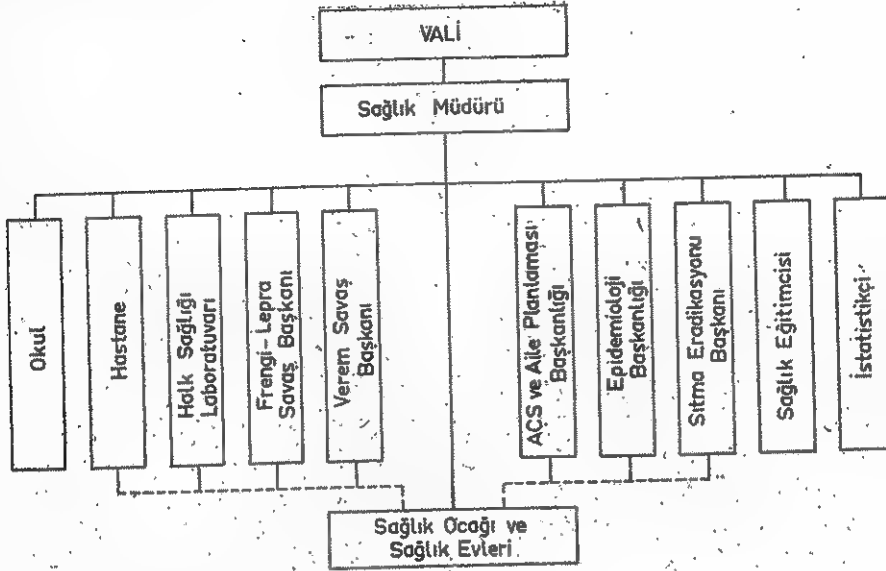 VALİ
Sağlık Müdürü
Okul
Hastane
Halk Sağlığı
Laboratuvarı
Frengi-Lepra
Savaş Başkanı
Verem Savaş
Başkanı
AÇS ve Aile Planlaması
Başkanlığı
Epidemioloji
Başkanlığı
Sıtma Eradikasyonu
Başkanı
Sağlık Eğitimcisi
İstatistikçi
Sağlık Ocağı ve
Sağlık Evleri